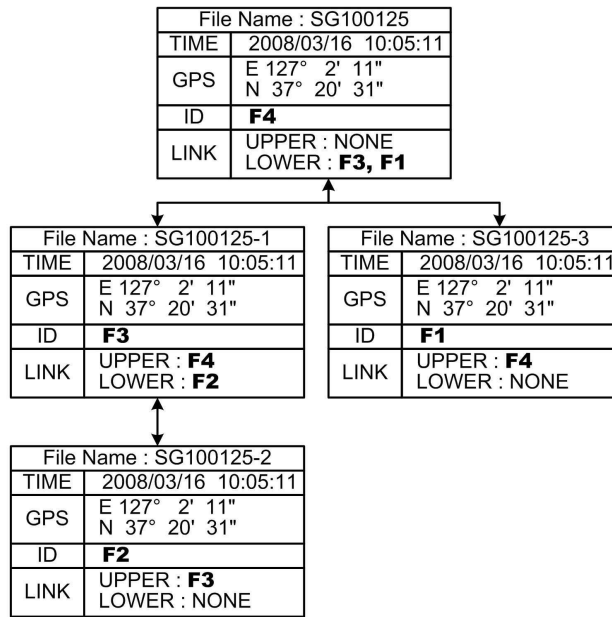 File Name : SG100125
TIME 2008/03/16 10:05:11
GPS E 127° 2' 11"
N 37° 20' 31"
ID F4
LINK UPPER : NONE
LOWER : F3, F1
File Name : SG100125-1
TIME 2008/03/16 10:05:11
GPS E 127° 2' 11"
N 37° 20' 31"
ID F3
LINK UPPER : F4
LOWER : F2
File Name : SG100125-3
TIME 2008/03/16 10:05:11
GPS E 127° 2' 11"
N 37° 20' 31"
ID F1
LINK UPPER : F4
LOWER : NONE
File Name : SG100125-2
TIME 2008/03/16 10:05:11
GPS E 127° 2' 11"
N 37° 20' 31"
ID F2
LINK UPPER : F3
LOWER : NONE